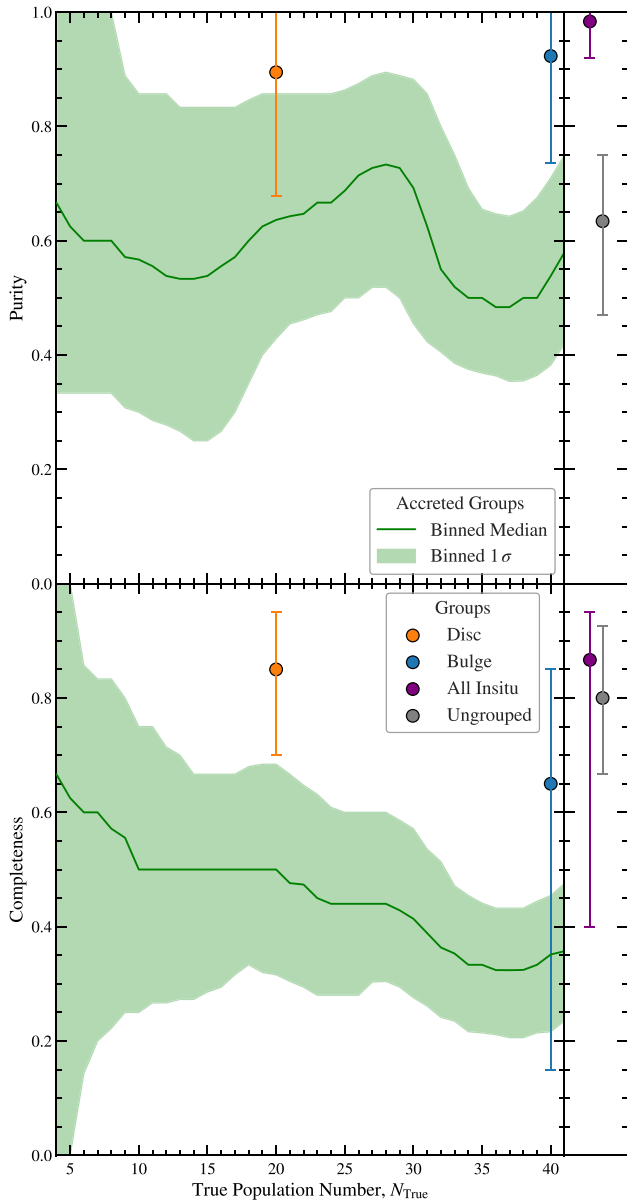 1.0
0.8
0.6
0.4
0.2
0.0
Purity
Accreted Groups
Binned Median
Binned 1σ
Groups
Disc
Bulge
All Insitu
Ungrouped
0.8
0.6
0.4
0.2
0.0
Completeness
5 10 15 20 25 30 35 40
True Population Number, N_True